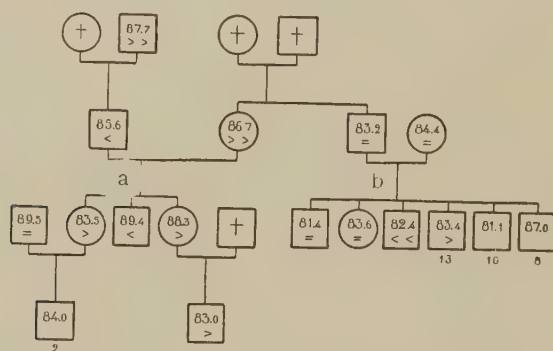 † 87.7 † †
> >
85.6 86.7 83.2 84.4
< > > = =
a b
89.5 83.5 89.4 88.3 † 81.4 83.6 82.4 83.4 81.1 87.0
= > < > = = < < >
13 10 8
84.0 83.0
>
2